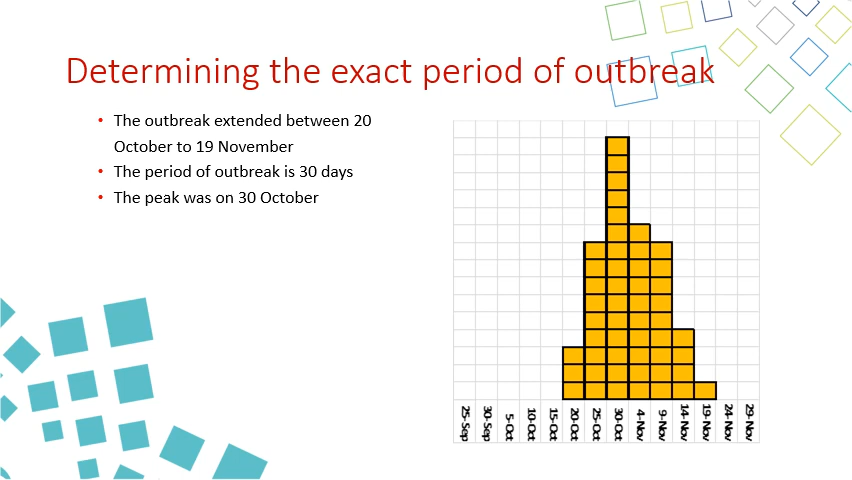 Determining the exact period of outbreak
• The outbreak extended between 20
October to 19 November
• The period of outbreak is 30 days
• The peak was on 30 October
25-Sep
30-Sep
5-Oct
10-Oct
15-Oct
20-Oct
25-Oct
30-Oct
4-Nov
9-Nov
14-Nov
19-Nov
24-Nov
29-Nov